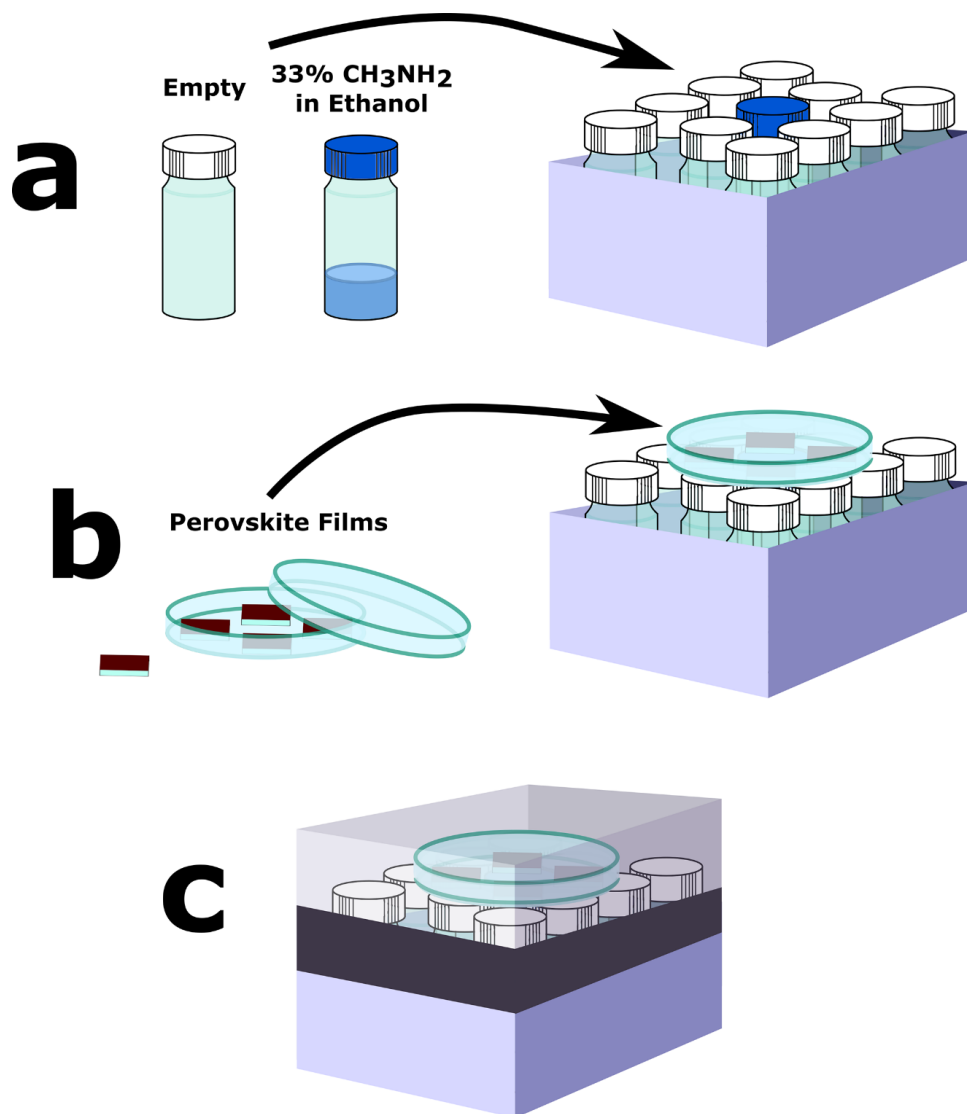 a
Empty
33% CH₃NH₂
in Ethanol
b
Perovskite Films
c